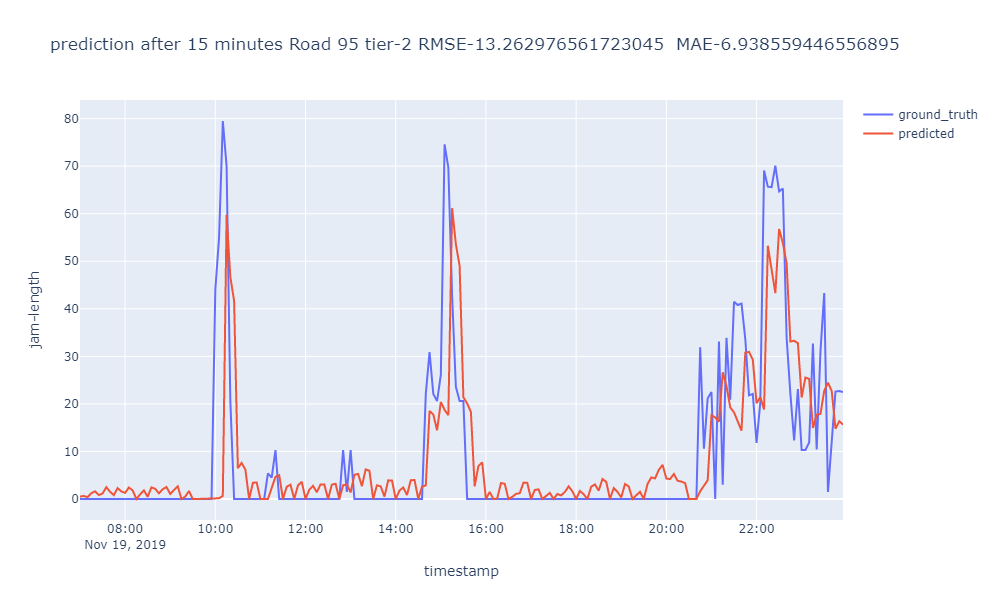 prediction after 15 minutes Road 95 tier-2 RMSE-13.262976561723045  MAE-6.938559446556895
ground_truth
predicted
80
70
60
50
40
30
20
10
0
jam-length
08:00 10:00 12:00 14:00 16:00 18:00 20:00 22:00
Nov 19, 2019
timestamp